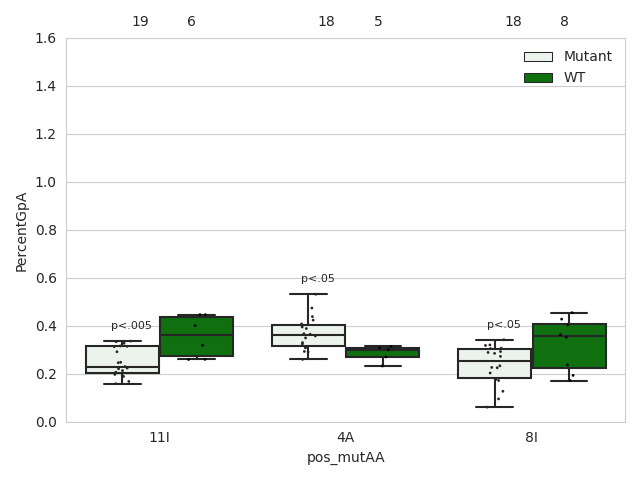 19 6 18 5 18 8
1.6
Mutant
WT
1.4
1.2
1.0
0.8
0.6
0.4
0.2
0.0
PercentGpA
p<.005
p<.05
p<.05
11I 4A 8I
pos_mutAA